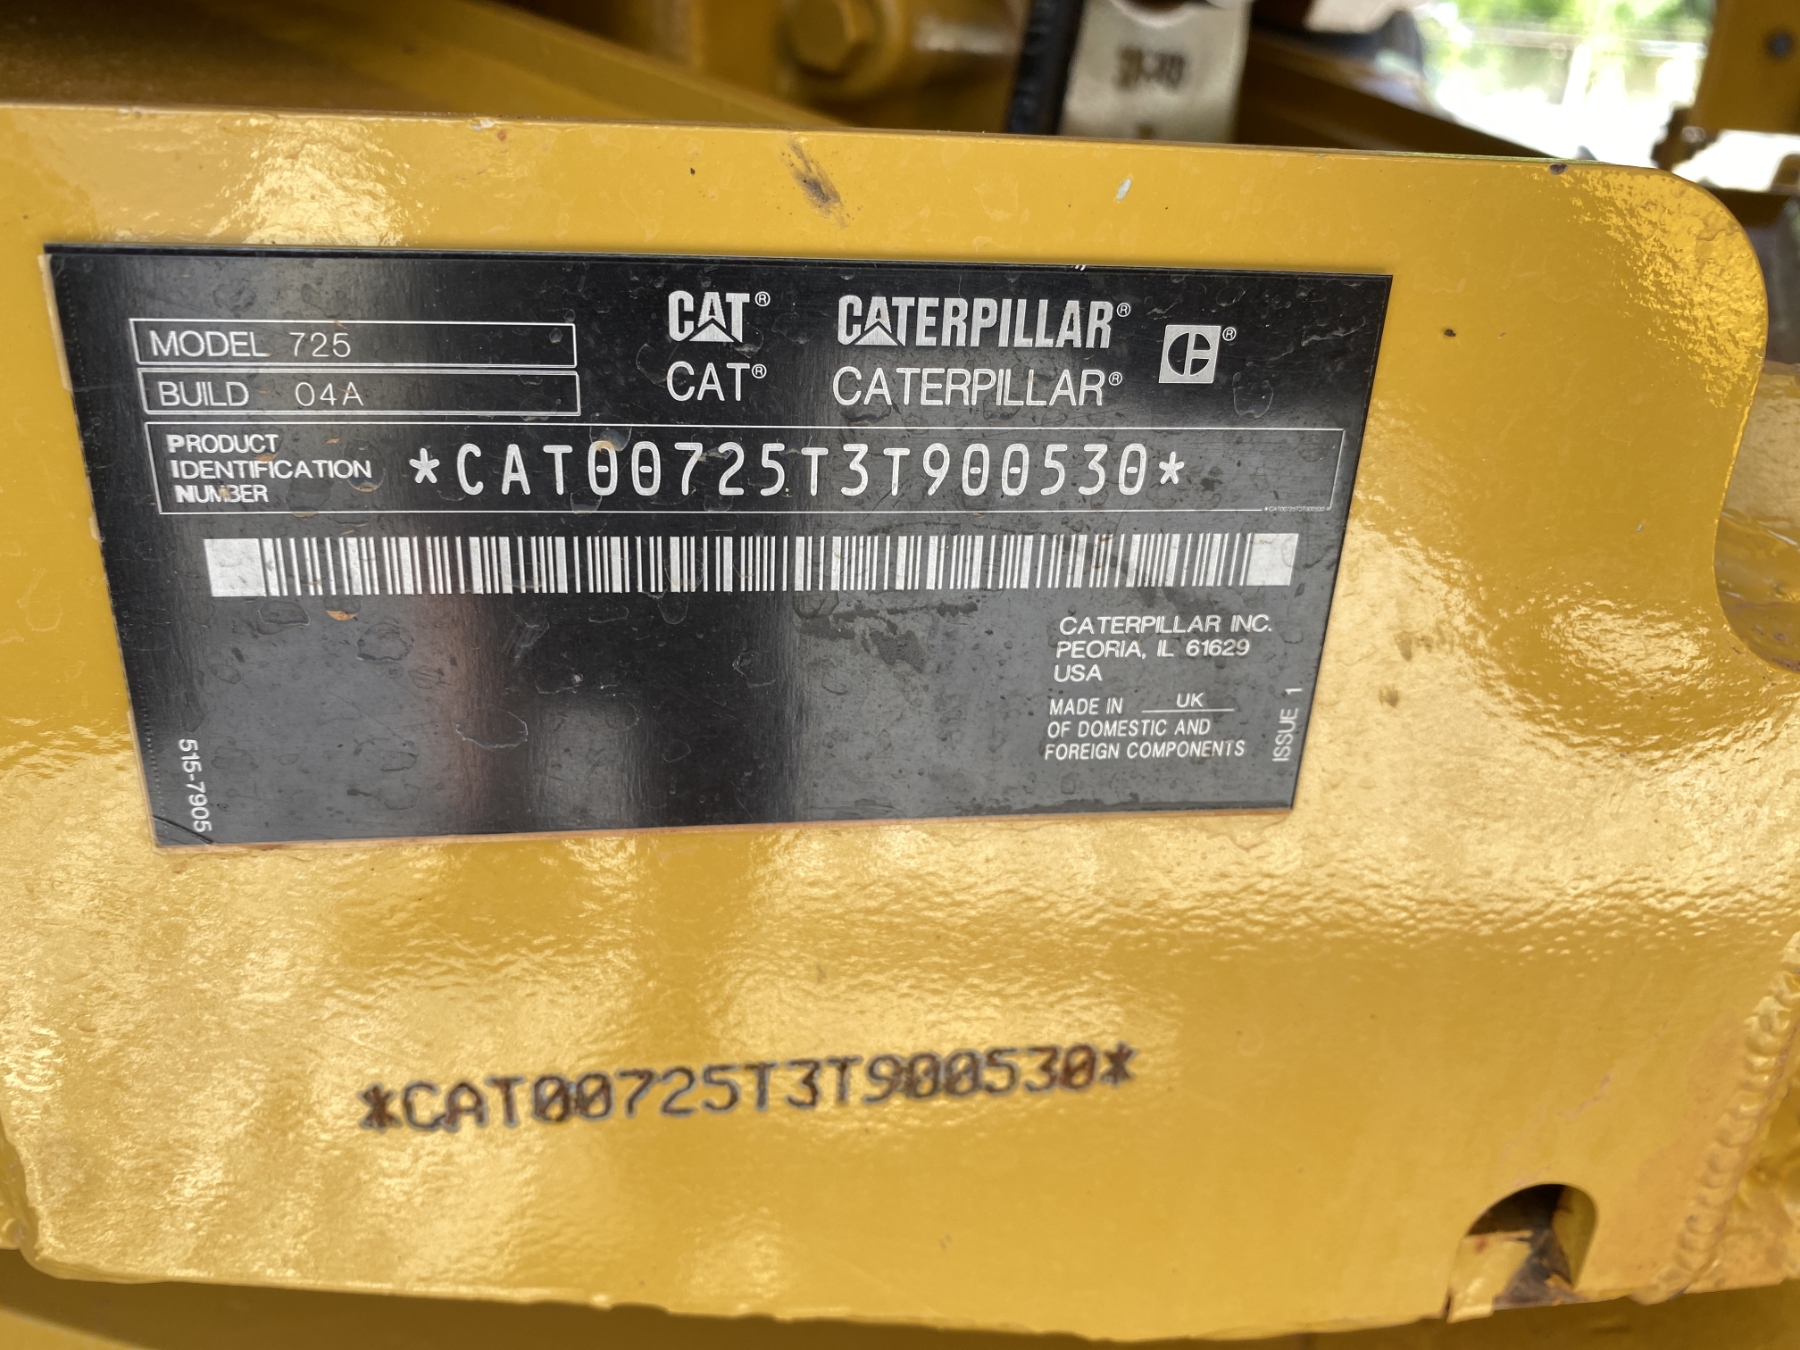 CAT® CATERPILLAR® ®
CAT® CATERPILLAR®
MODEL 725
BUILD 04A
PRODUCT
IDENTIFICATION
NUMBER
*CAT00725T3T900530*
*CAT00725T3T900530*
CATERPILLAR INC.
PEORIA, IL 61629
USA
MADE IN UK
OF DOMESTIC AND
FOREIGN COMPONENTS
ISSUE 1
515-7905
*CAT00725T3T900530*